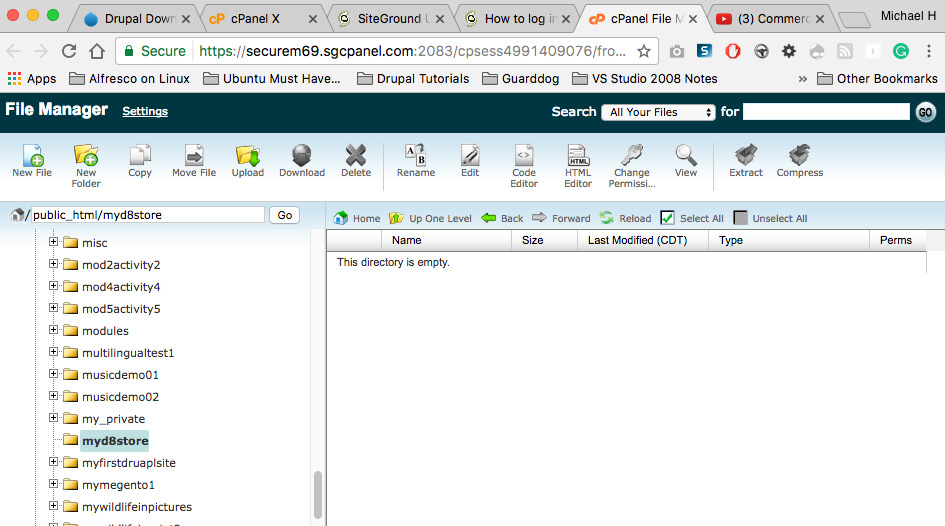 Drupal Down
cPanel X
SiteGround U
How to log in
cPanel File M
(3) Commerc
Michael H
Secure https://securem69.sgcpanel.com:2083/cpsess4991409076/fro...
Apps Alfresco on Linux Ubuntu Must Have... Drupal Tutorials Guarddog VS Studio 2008 Notes » Other Bookmarks
File Manager Settings Search All Your Files for GO
New File
New Folder
Copy
Move File
Upload
Download
Delete
Rename
Edit
Code Editor
HTML Editor
Change Permissi...
View
Extract
Compress
/ public_html/myd8store Go
Home Up One Level Back Forward Reload Select All Unselect All
Name Size Last Modified (CDT) Type Perms
This directory is empty.
misc
mod2activity2
mod4activity4
mod5activity5
modules
multilingualtest1
musicdemo01
musicdemo02
my_private
myd8store
myfirstdruaplsite
mymegento1
mywildlifeinpictures